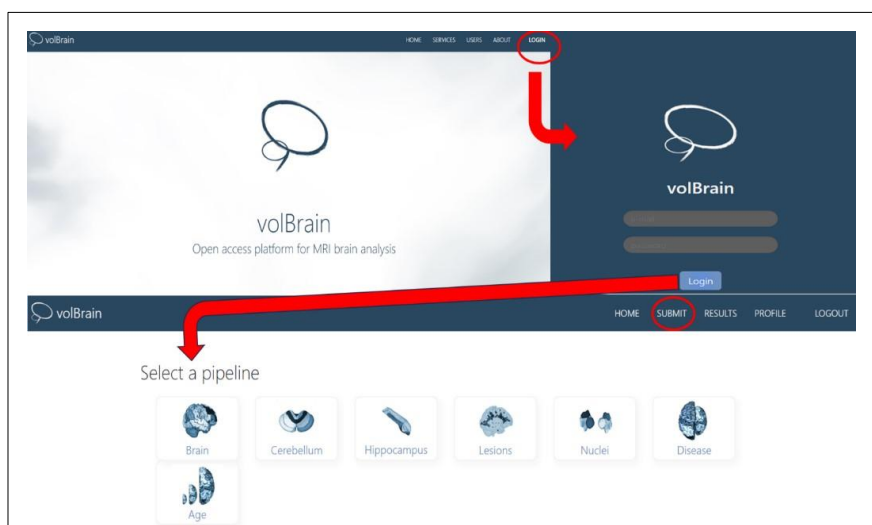 volBrain
HOME SERVICES USERS ABOUT LOGIN
volBrain
Open access platform for MRI brain analysis
volBrain
Login
volBrain
HOME SUBMIT RESULTS PROFILE LOGOUT
Select a pipeline
Brain Cerebellum Hippocampus Lesions Nuclei Disease
Age